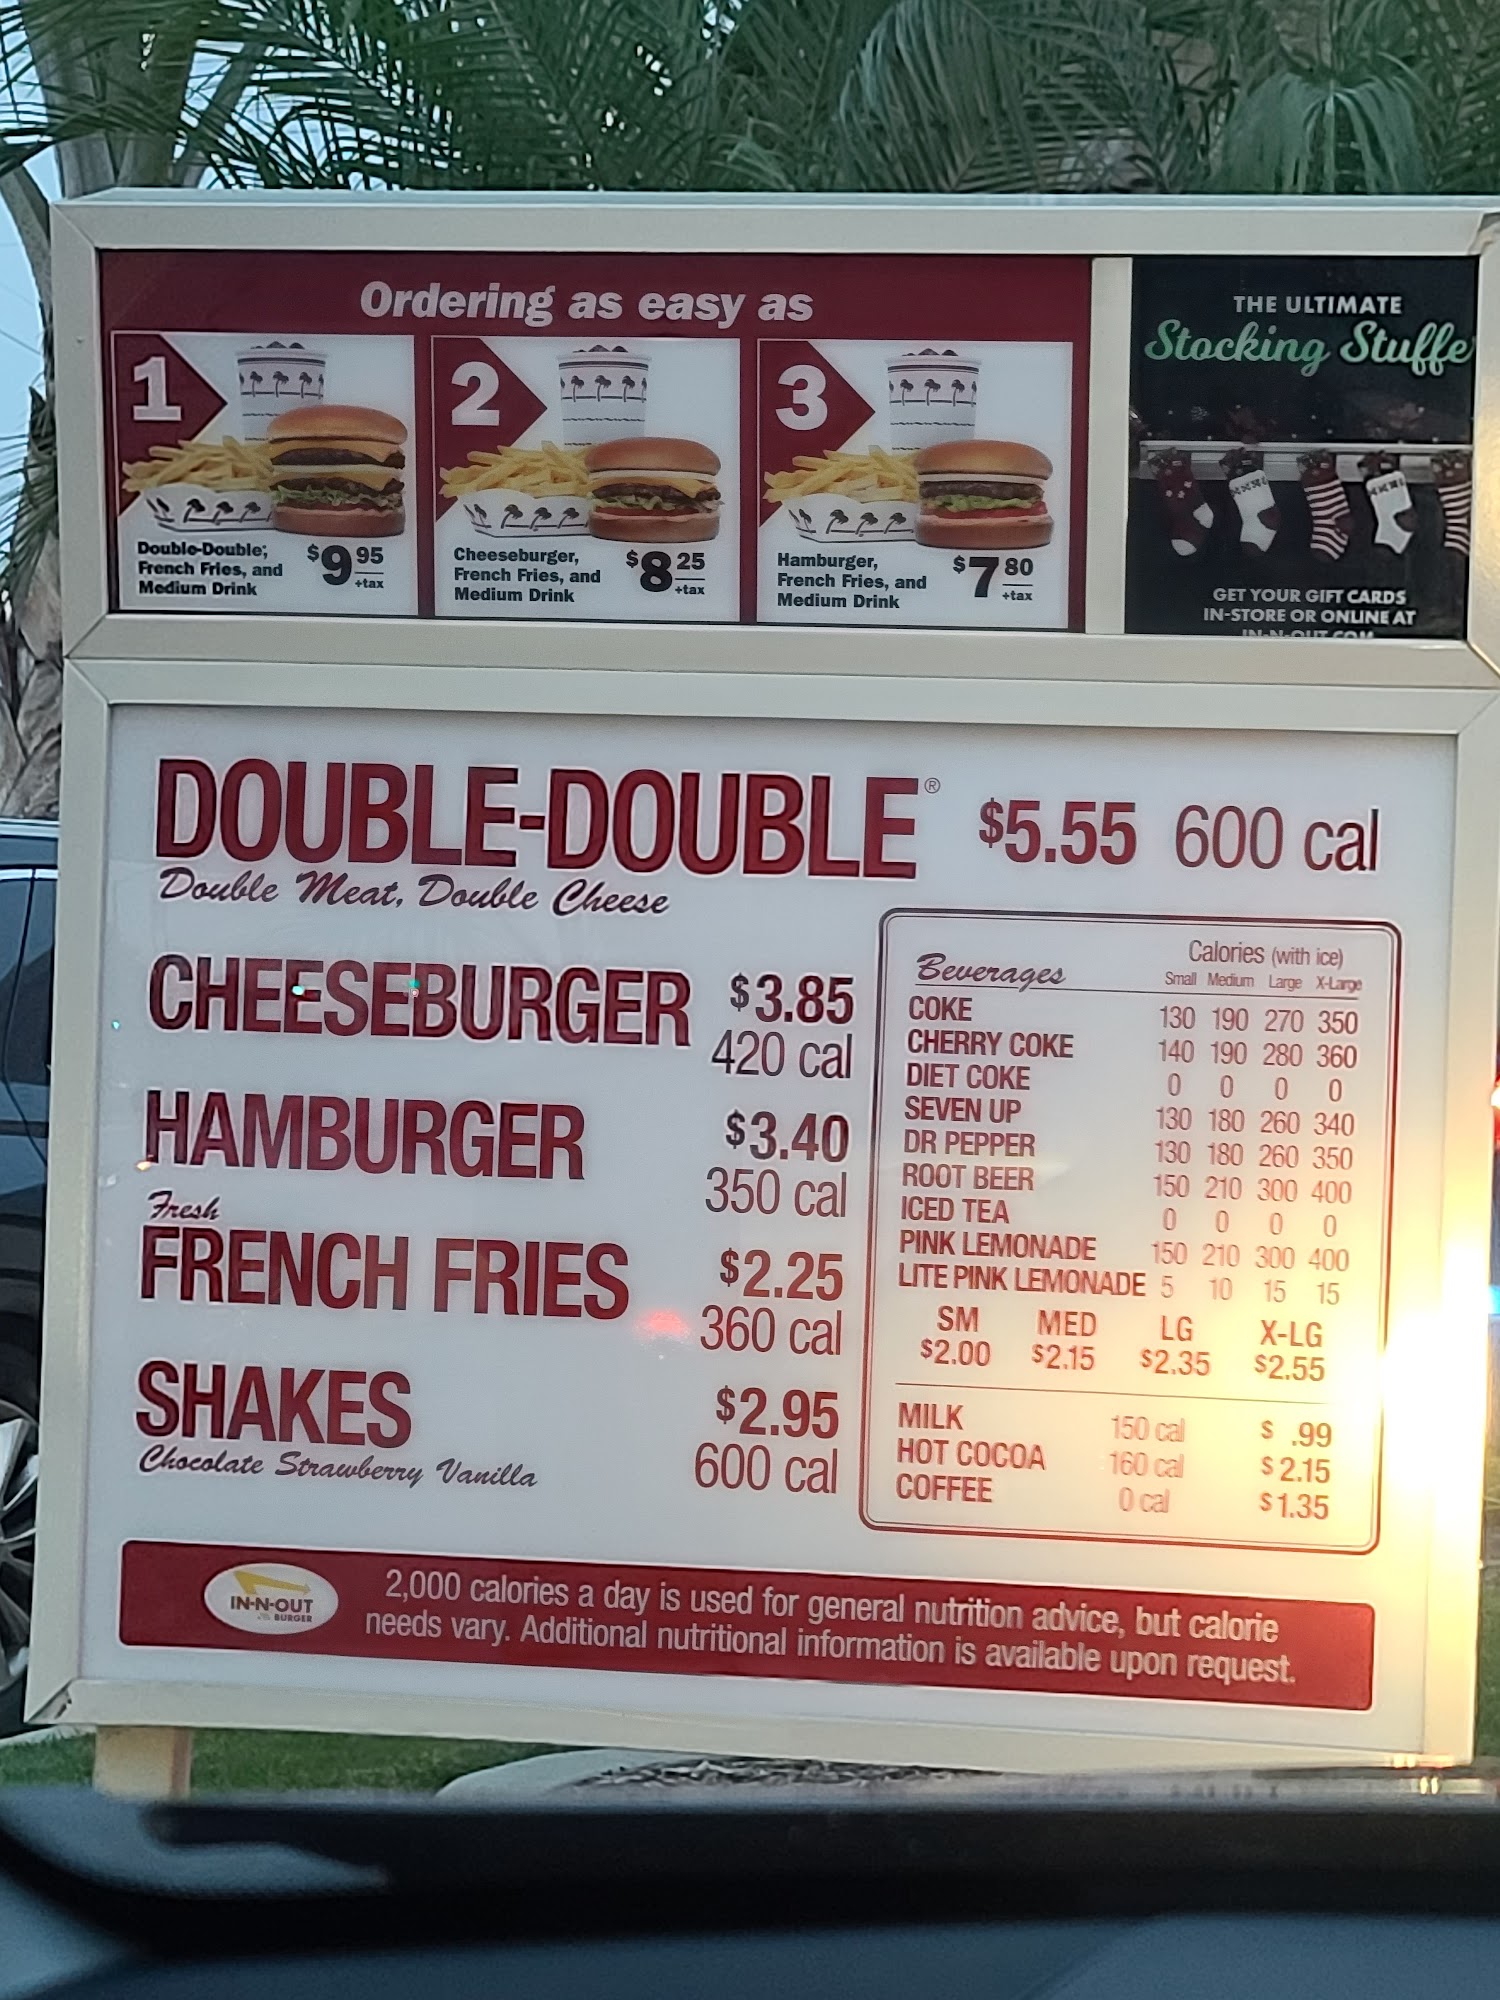 Ordering as easy as
1
Double-Double,
French Fries, and
Medium Drink
$9.95
+tax
2
Cheeseburger,
French Fries, and
Medium Drink
$8.25
+tax
3
Hamburger,
French Fries, and
Medium Drink
$7.80
+tax
THE ULTIMATE
Stocking Stuffe
GET YOUR GIFT CARDS
IN-STORE OR ONLINE AT
IN-N-OUT.COM
DOUBLE-DOUBLE® $5.55 600 cal
Double Meat, Double Cheese
CHEESEBURGER $3.85
420 cal
HAMBURGER $3.40
350 cal
Fresh
FRENCH FRIES $2.25
360 cal
SHAKES $2.95
Chocolate Strawberry Vanilla 600 cal
Calories (with ice)
Beverages Small Medium Large X-Large
COKE 130 190 270 350
CHERRY COKE 140 190 280 360
DIET COKE 0 0 0 0
SEVEN UP 130 180 260 340
DR PEPPER 130 180 260 350
ROOT BEER 150 210 300 400
ICED TEA 0 0 0 0
PINK LEMONADE 150 210 300 400
LITE PINK LEMONADE 5 10 15 15
SM MED LG X-LG
$2.00 $2.15 $2.35 $2.55
MILK 150 cal $ .99
HOT COCOA 160 cal $2.15
COFFEE 0 cal $1.35
IN-N-OUT
BURGER
2,000 calories a day is used for general nutrition advice, but calorie
needs vary. Additional nutritional information is available upon request.